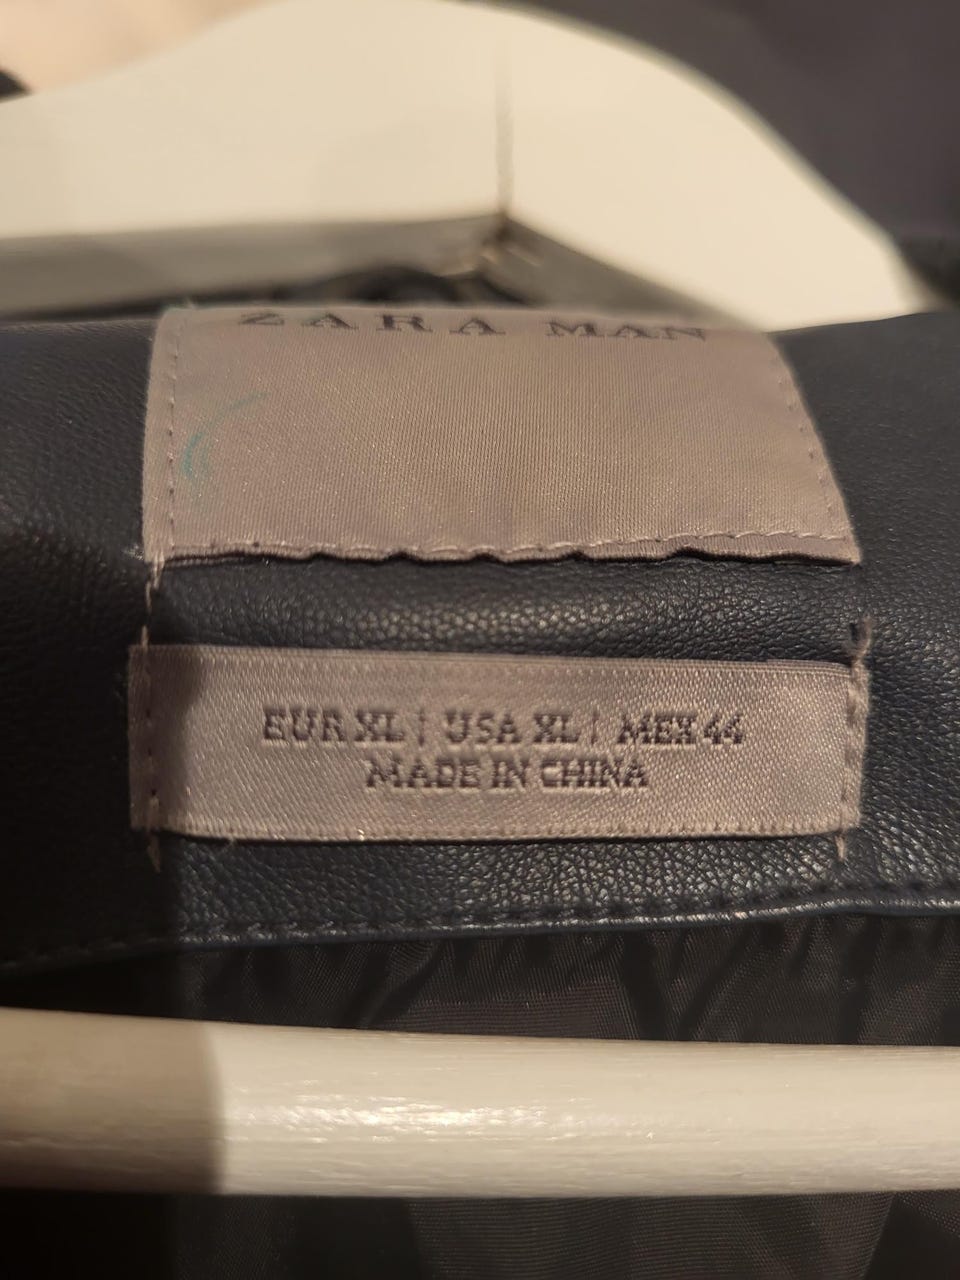 ZARA MAN
EUR XL | USA XL | MEX 44
MADE IN CHINA